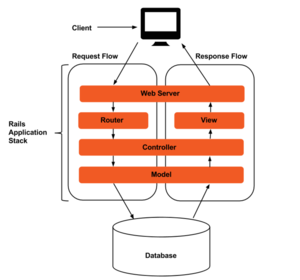 Client
Request Flow
Response Flow
Web Server
Router
View
Rails
Application
Stack
Controller
Model
Database